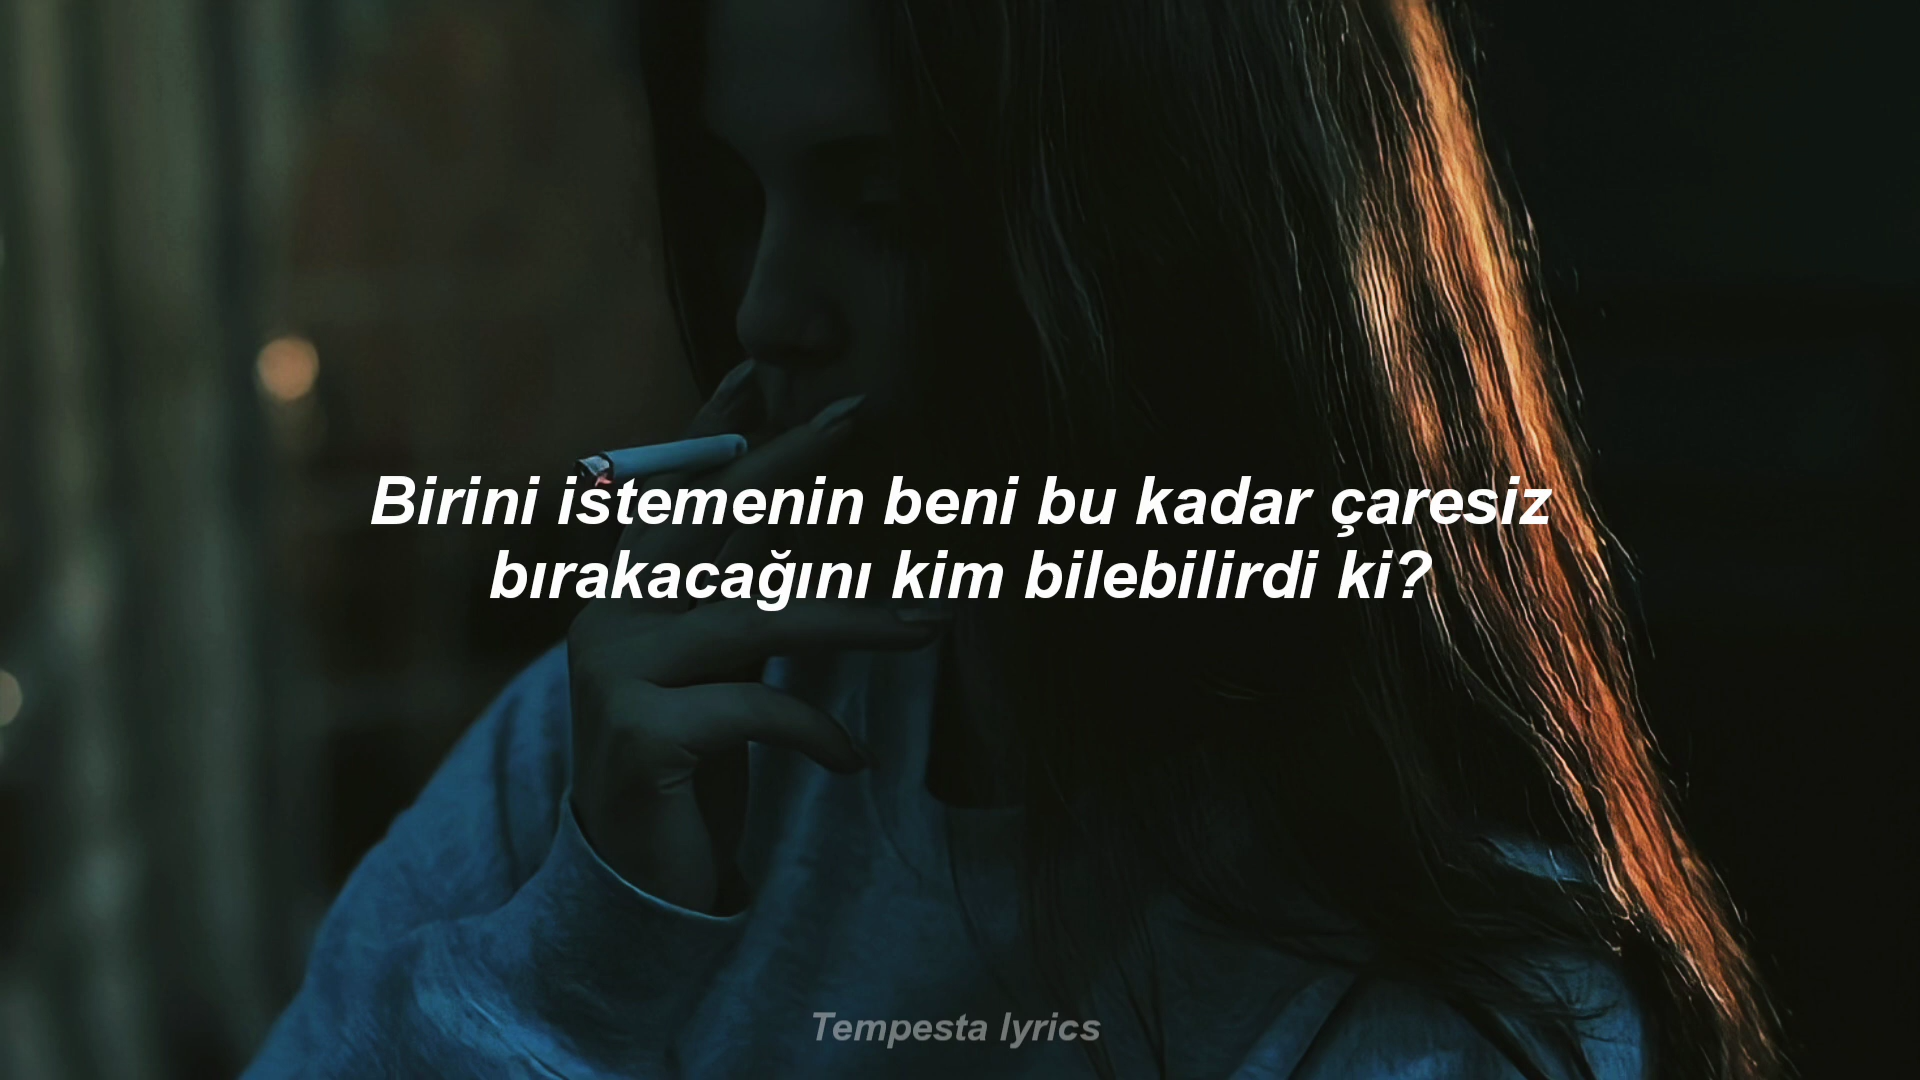 Birini istemenin beni bu kadar çaresiz
bırakacağını kim bilebilirdi ki?
Tempesta lyrics